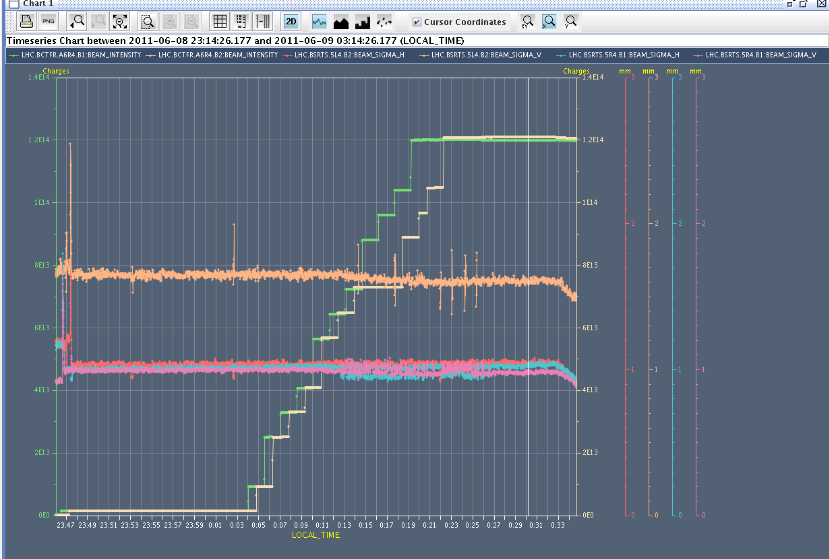 Chart 1
PNG 2D Cursor Coordinates
Timeseries Chart between 2011-06-08 23:14:26.177 and 2011-06-09 03:14:26.177 (LOCAL_TIME)
LHC.BCTFR.A6R4.B1:BEAM_INTENSITY LHC.BCTFR.A6R4.B2:BEAM_INTENSITY LHC.BSRTS.5L4.B2:BEAM_SIGMA_H LHC.BSRTS.5L4.B2:BEAM_SIGMA_V LHC.BSRTS.5R4.B1:BEAM_SIGMA_H LHC.BSRTS.5R4.B1:BEAM_SIGMA_V
Charges Charges mm mm mm mm
1.4E14 1.4E14 3 3 3 3
1.2E14 1.2E14
1E14 1E14
2 2 2 2
8E13 8E13
6E13 6E13
1 1 1 1
4E13 4E13
2E13 2E13
0E0 0E0 0 0 0 0
23:47 23:49 23:51 23:53 23:55 23:57 23:59 0:01 0:03 0:05 0:07 0:09 0:11 0:13 0:15 0:17 0:19 0:21 0:23 0:25 0:27 0:29 0:31 0:33
LOCAL_TIME